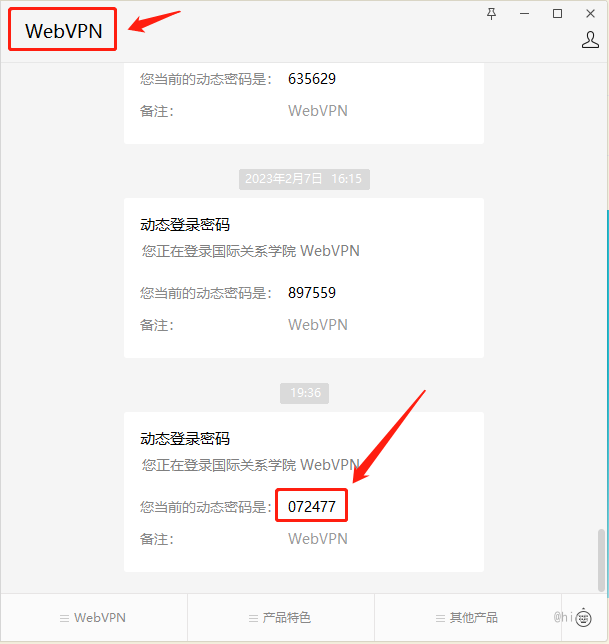 WebVPN
您当前的动态密码是： 635629
备注： WebVPN
2023年2月7日 16:15
动态登录密码
您正在登录国际关系学院 WebVPN
您当前的动态密码是： 897559
备注： WebVPN
19:36
动态登录密码
您正在登录国际关系学院 WebVPN
您当前的动态密码是： 072477
备注： WebVPN
WebVPN 产品特色 其他产品 @hi